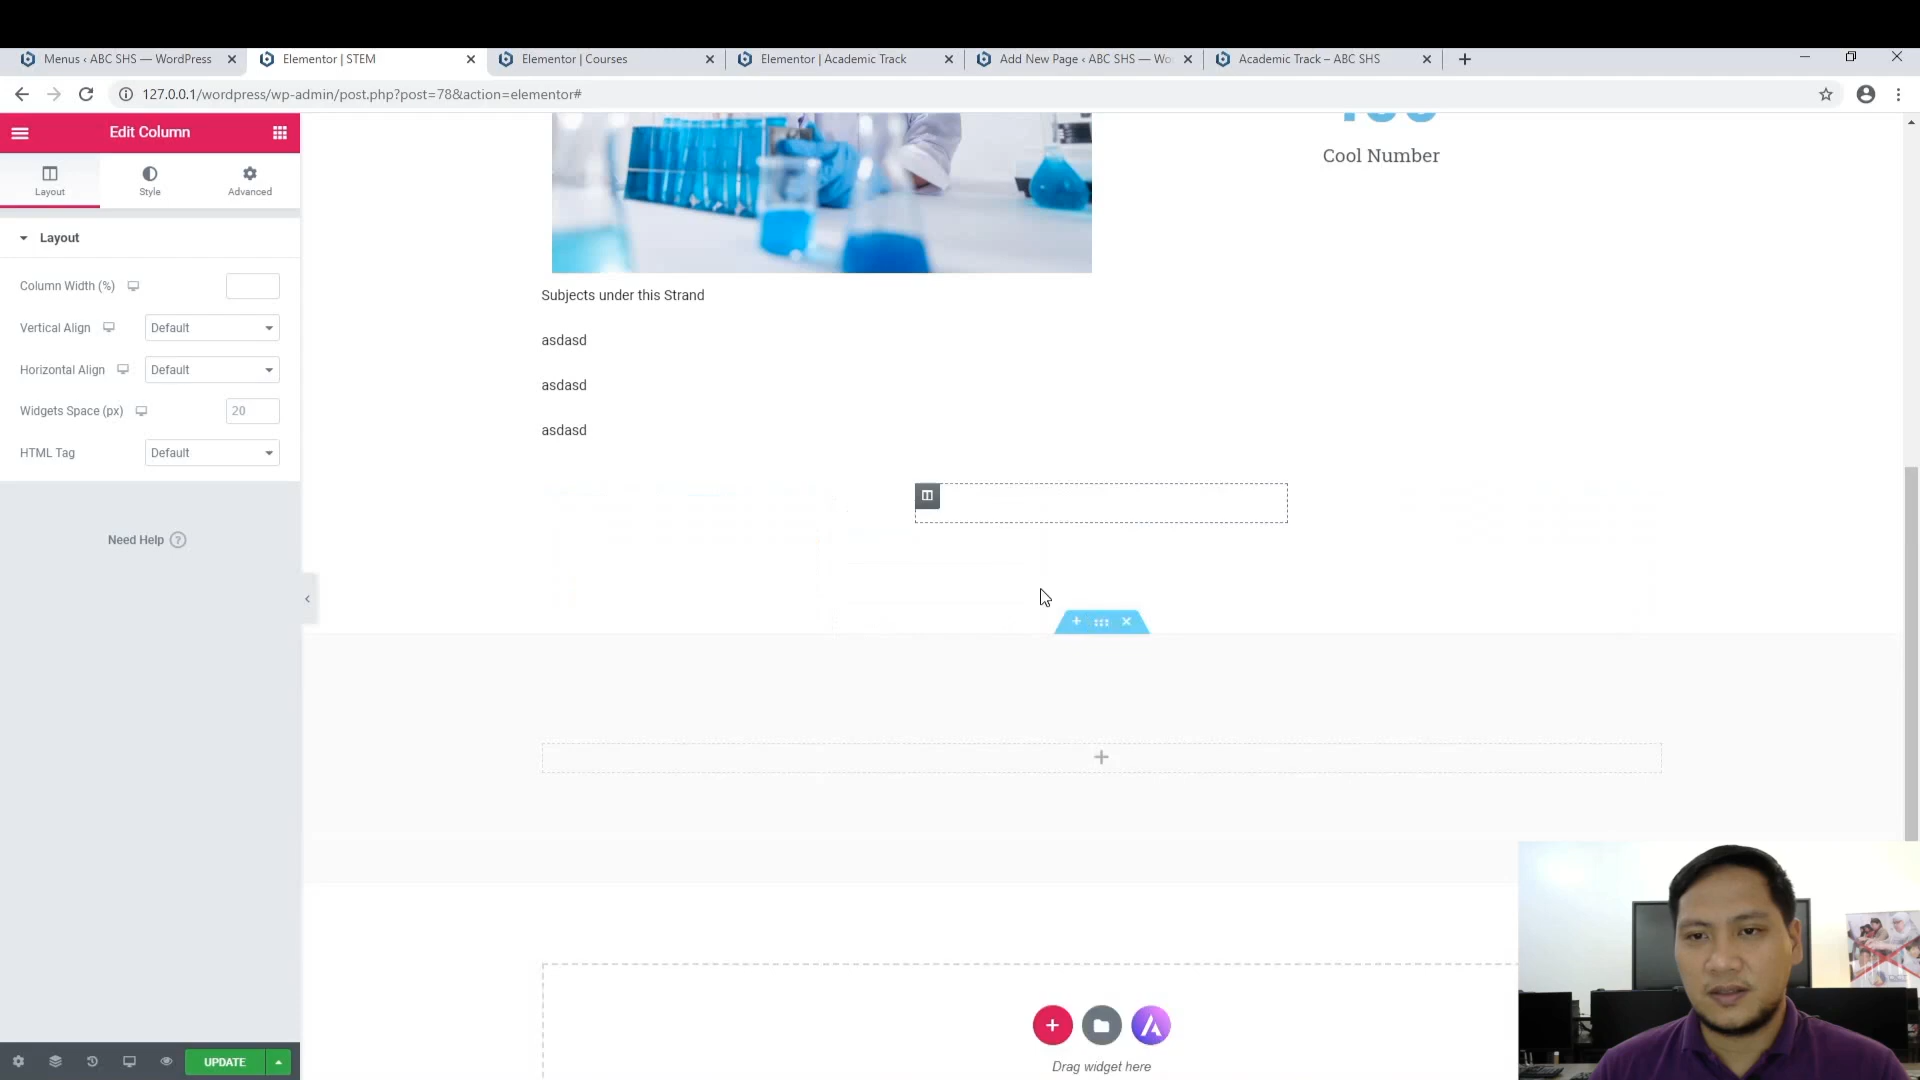 Menus ‹ ABC SHS — WordPress
Elementor | STEM
Elementor | Courses
Elementor | Academic Track
Add New Page ‹ ABC SHS — Wo
Academic Track – ABC SHS
127.0.0.1/wordpress/wp-admin/post.php?post=78&action=elementor#
Edit Column
Layout
Style
Advanced
Layout
Column Width (%)
Vertical Align
Default
Horizontal Align
Default
Widgets Space (px)
20
HTML Tag
Default
Need Help
UPDATE
Cool Number
Subjects under this Strand
asdasd
asdasd
asdasd
Drag widget here